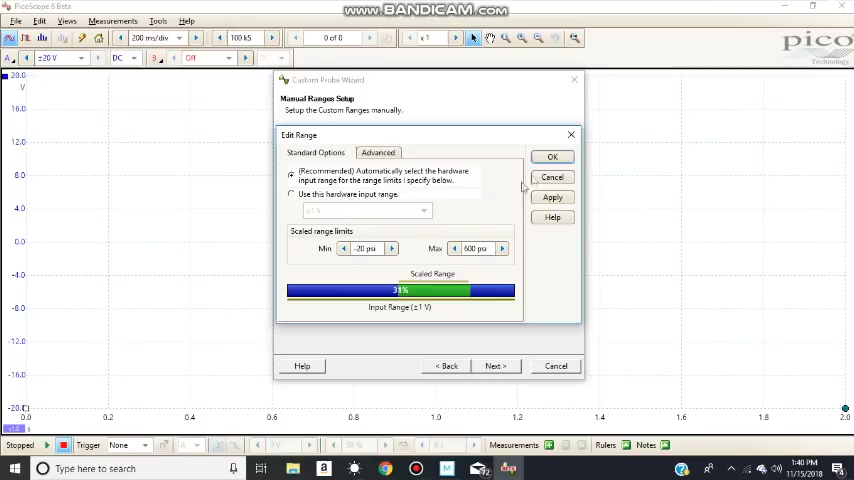 PicoScope 6 Beta
www.BANDICAM.com
File Edit Views Measurements Tools Help
200 ms/div 100 kS 0 of 0 x 1
A ±20 V DC B Off
pico
Technology
20.0
V
16.0
12.0
8.0
4.0
0.0
-4.0
-8.0
-12.0
-16.0
-20.0
x1.0
0.0 s 0.2 0.4 0.6 0.8 1.0 1.2 1.4 1.6 1.8 2.0
Custom Probe Wizard
Manual Ranges Setup
Setup the Custom Ranges manually.
Edit Range
Standard Options Advanced
(Recommended) Automatically select the hardware
input range for the range limits I specify below.
Use this hardware input range.
±1 V
Scaled range limits
Min -20 psi Max 600 psi
Scaled Range
31%
Input Range (±1 V)
OK
Cancel
Apply
Help
Help < Back Next > Cancel
Stopped Trigger None A 0 V 50 % 0 s Measurements Rulers Notes
Type here to search
1:40 PM
11/15/2018